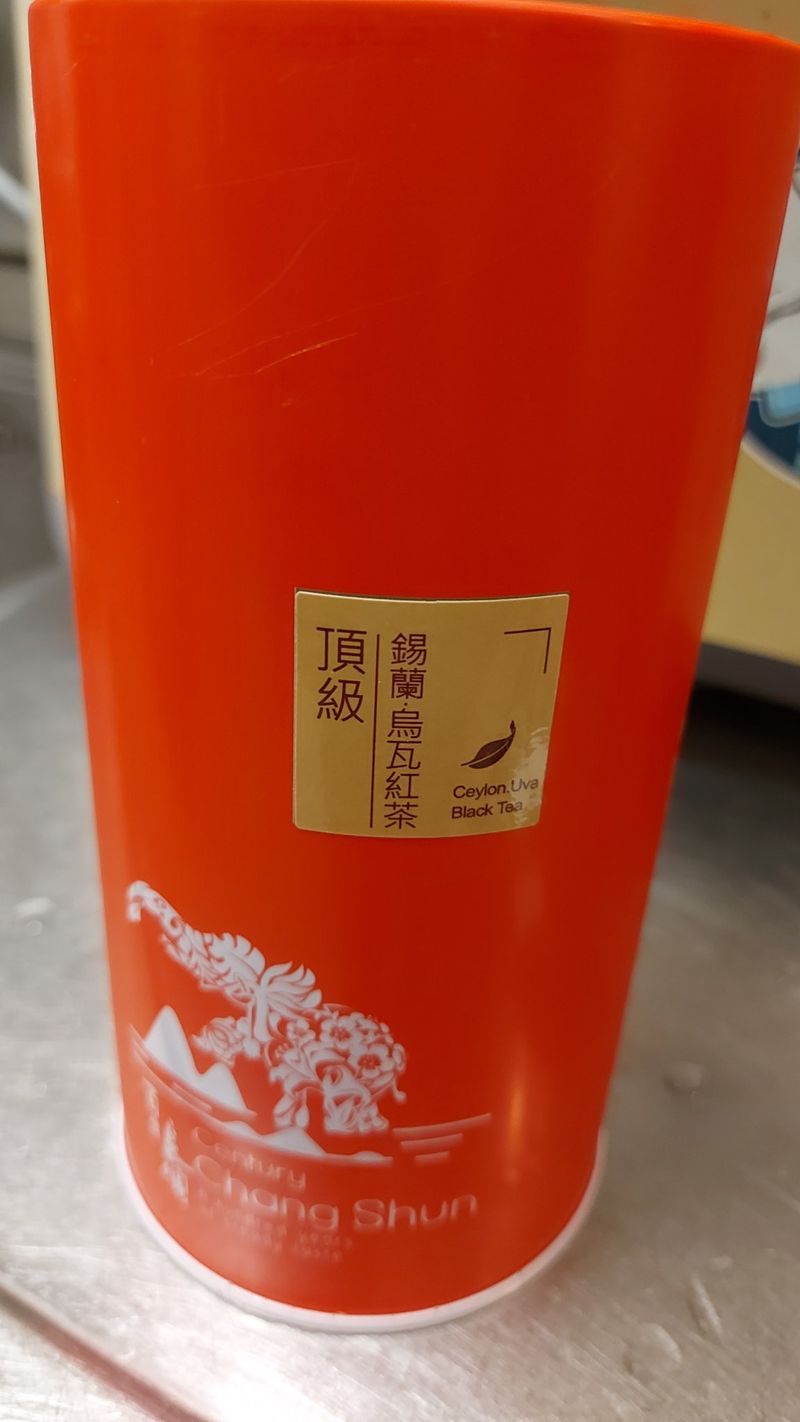 頂級
錫蘭·烏瓦紅茶
Ceylon.Uva
Black Tea
Century
Chang Shun